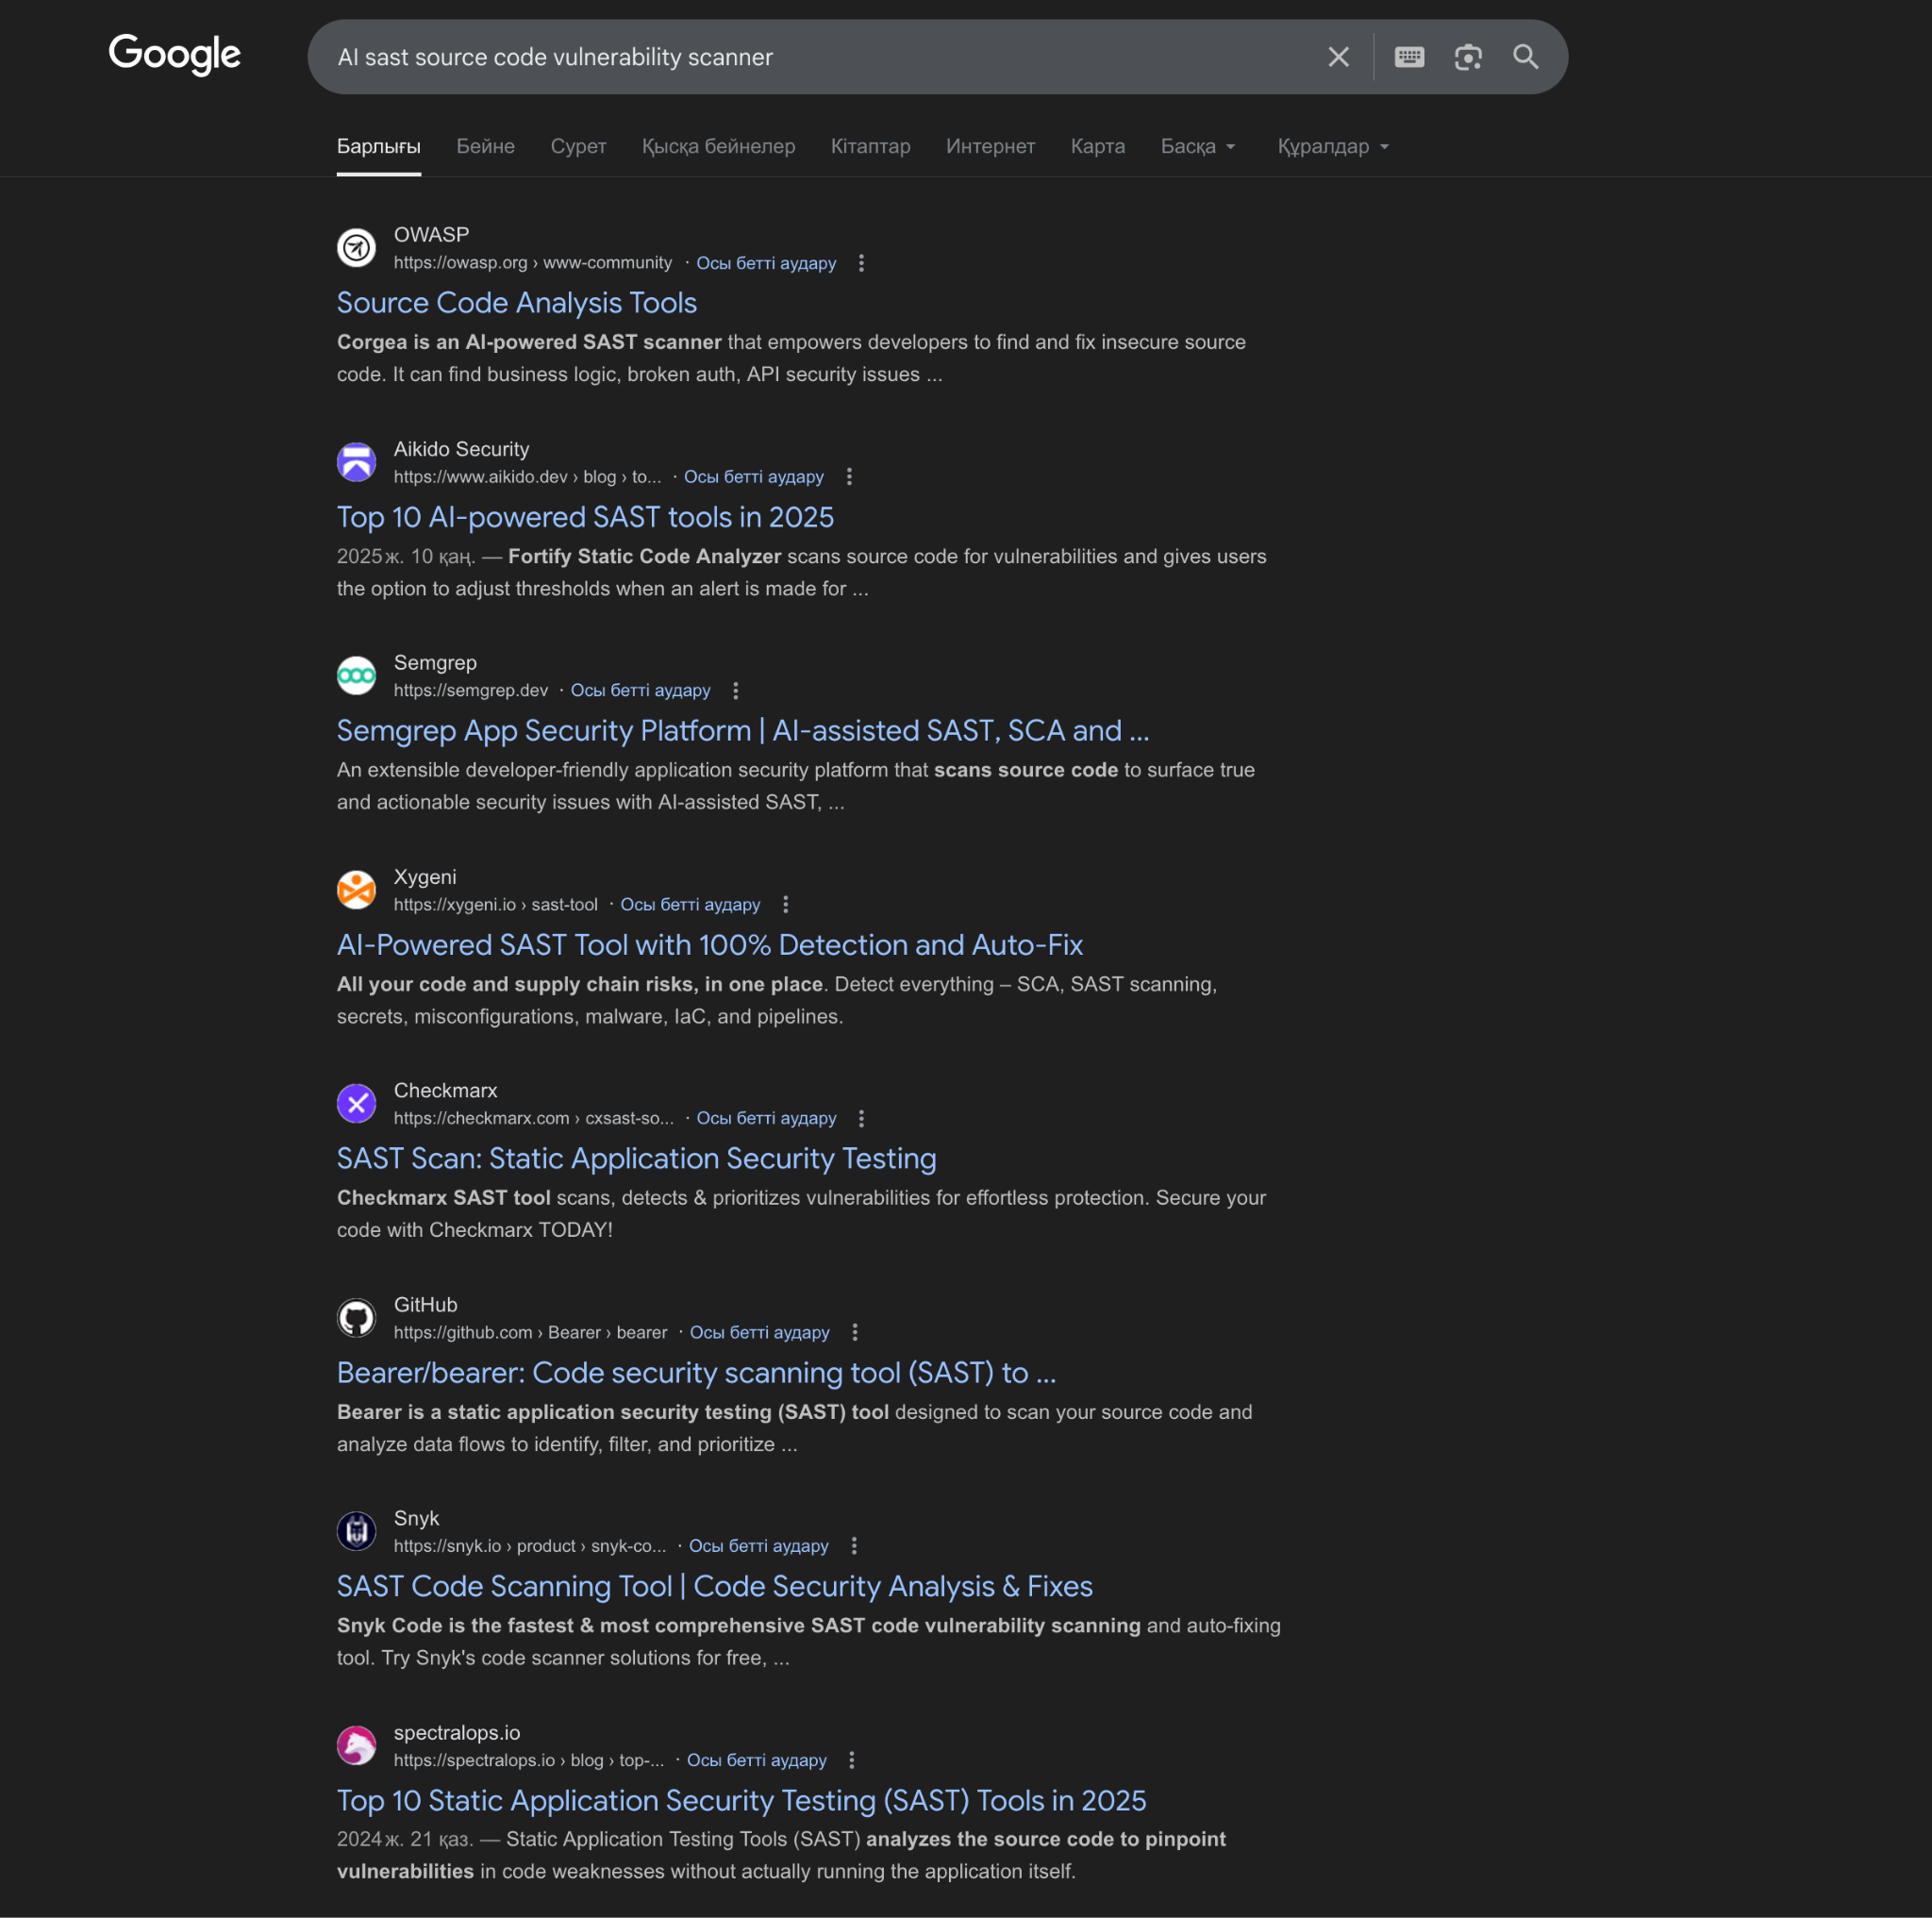 Google
AI sast source code vulnerability scanner
Барлығы Бейне Сурет Қысқа бейнелер Кітаптар Интернет Карта Басқа Құралдар
OWASP
https://owasp.org › www-community · Осы бетті аудару
Source Code Analysis Tools
Corgea is an AI-powered SAST scanner that empowers developers to find and fix insecure source
code. It can find business logic, broken auth, API security issues ...
Aikido Security
https://www.aikido.dev › blog › to... · Осы бетті аудару
Top 10 AI-powered SAST tools in 2025
2025 ж. 10 қаң. — Fortify Static Code Analyzer scans source code for vulnerabilities and gives users
the option to adjust thresholds when an alert is made for ...
Semgrep
https://semgrep.dev · Осы бетті аудару
Semgrep App Security Platform | AI-assisted SAST, SCA and ...
An extensible developer-friendly application security platform that scans source code to surface true
and actionable security issues with AI-assisted SAST, ...
Xygeni
https://xygeni.io › sast-tool · Осы бетті аудару
AI-Powered SAST Tool with 100% Detection and Auto-Fix
All your code and supply chain risks, in one place. Detect everything – SCA, SAST scanning,
secrets, misconfigurations, malware, IaC, and pipelines.
Checkmarx
https://checkmarx.com › cxsast-so... · Осы бетті аудару
SAST Scan: Static Application Security Testing
Checkmarx SAST tool scans, detects & prioritizes vulnerabilities for effortless protection. Secure your
code with Checkmarx TODAY!
GitHub
https://github.com › Bearer › bearer · Осы бетті аудару
Bearer/bearer: Code security scanning tool (SAST) to ...
Bearer is a static application security testing (SAST) tool designed to scan your source code and
analyze data flows to identify, filter, and prioritize ...
Snyk
https://snyk.io › product › snyk-co... · Осы бетті аудару
SAST Code Scanning Tool | Code Security Analysis & Fixes
Snyk Code is the fastest & most comprehensive SAST code vulnerability scanning and auto-fixing
tool. Try Snyk's code scanner solutions for free, ...
spectralops.io
https://spectralops.io › blog › top-... · Осы бетті аудару
Top 10 Static Application Security Testing (SAST) Tools in 2025
2024 ж. 21 қаз. — Static Application Testing Tools (SAST) analyzes the source code to pinpoint
vulnerabilities in code weaknesses without actually running the application itself.